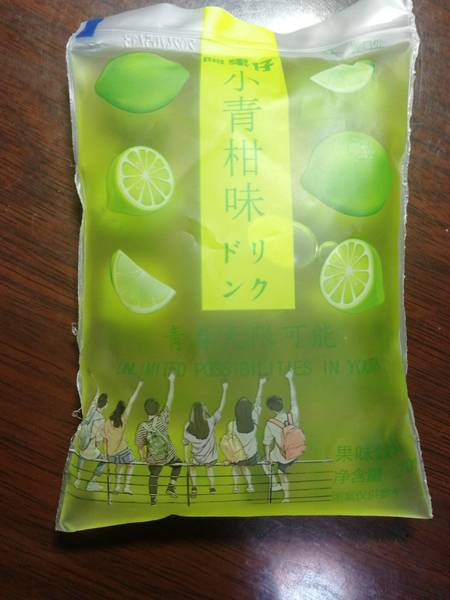 小青柑味
ドリンク
青春无限可能
UNLIMITED POSSIBILITIES IN YOUTH
果味饮料
净含量